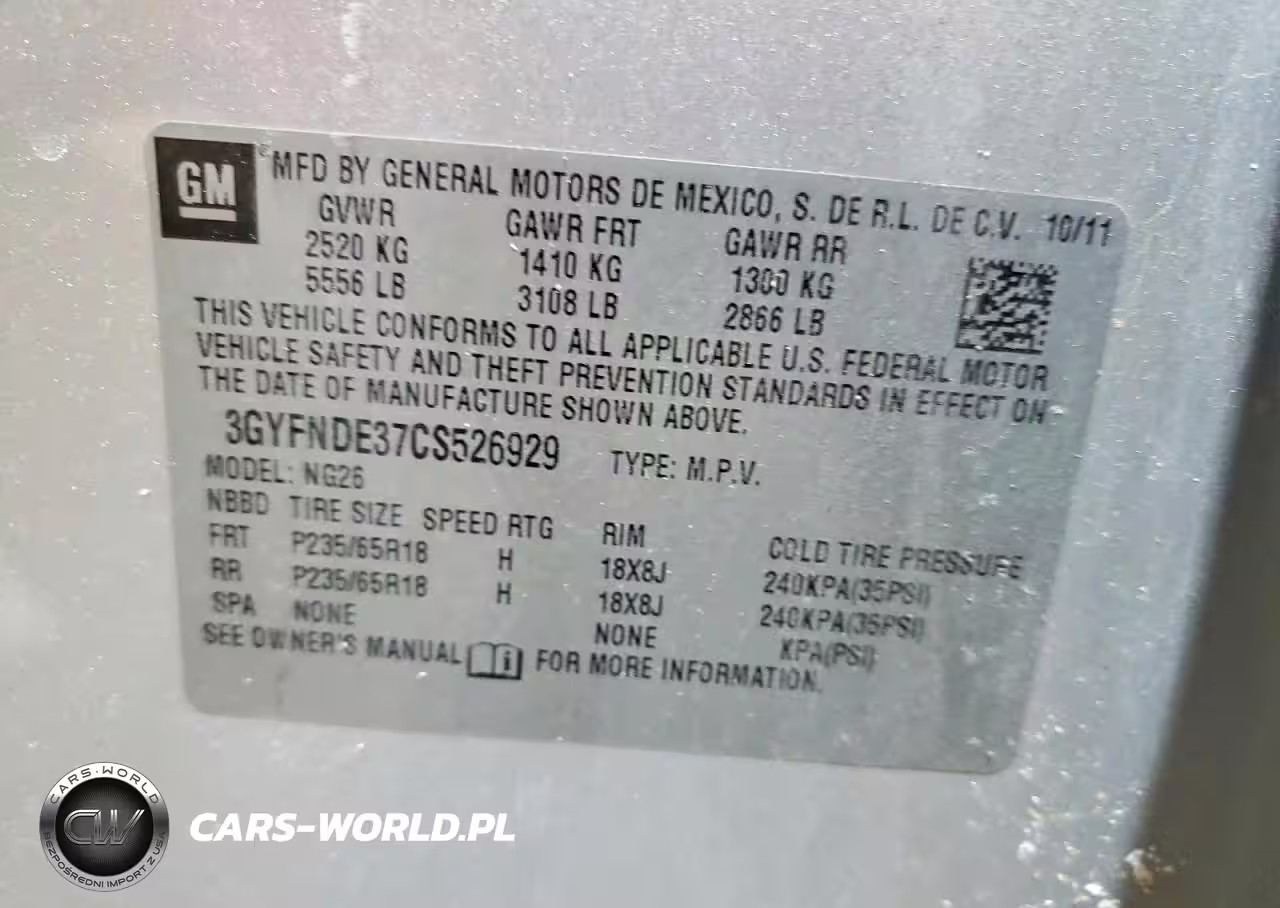 GM
MFD BY GENERAL MOTORS DE MEXICO, S. DE R.L. DE C.V. 10/11
GVWR GAWR FRT GAWR RR
2520 KG 1410 KG 1300 KG
5556 LB 3108 LB 2866 LB
THIS VEHICLE CONFORMS TO ALL APPLICABLE U.S. FEDERAL MOTOR
VEHICLE SAFETY AND THEFT PREVENTION STANDARDS IN EFFECT ON
THE DATE OF MANUFACTURE SHOWN ABOVE.
3GYFNDE37CS526929 TYPE: M.P.V.
MODEL: NG26
NBBD TIRE SIZE SPEED RTG RIM COLD TIRE PRESSURE
FRT P235/65R18 H 18X8J 240KPA(35PSI)
RR P235/65R18 H 18X8J 240KPA(35PSI)
SPA NONE NONE KPA(PSI)
SEE OWNER'S MANUAL FOR MORE INFORMATION.
CARS-WORLD
CW
BEZPOŚREDNI IMPORT Z USA
CARS-WORLD.PL